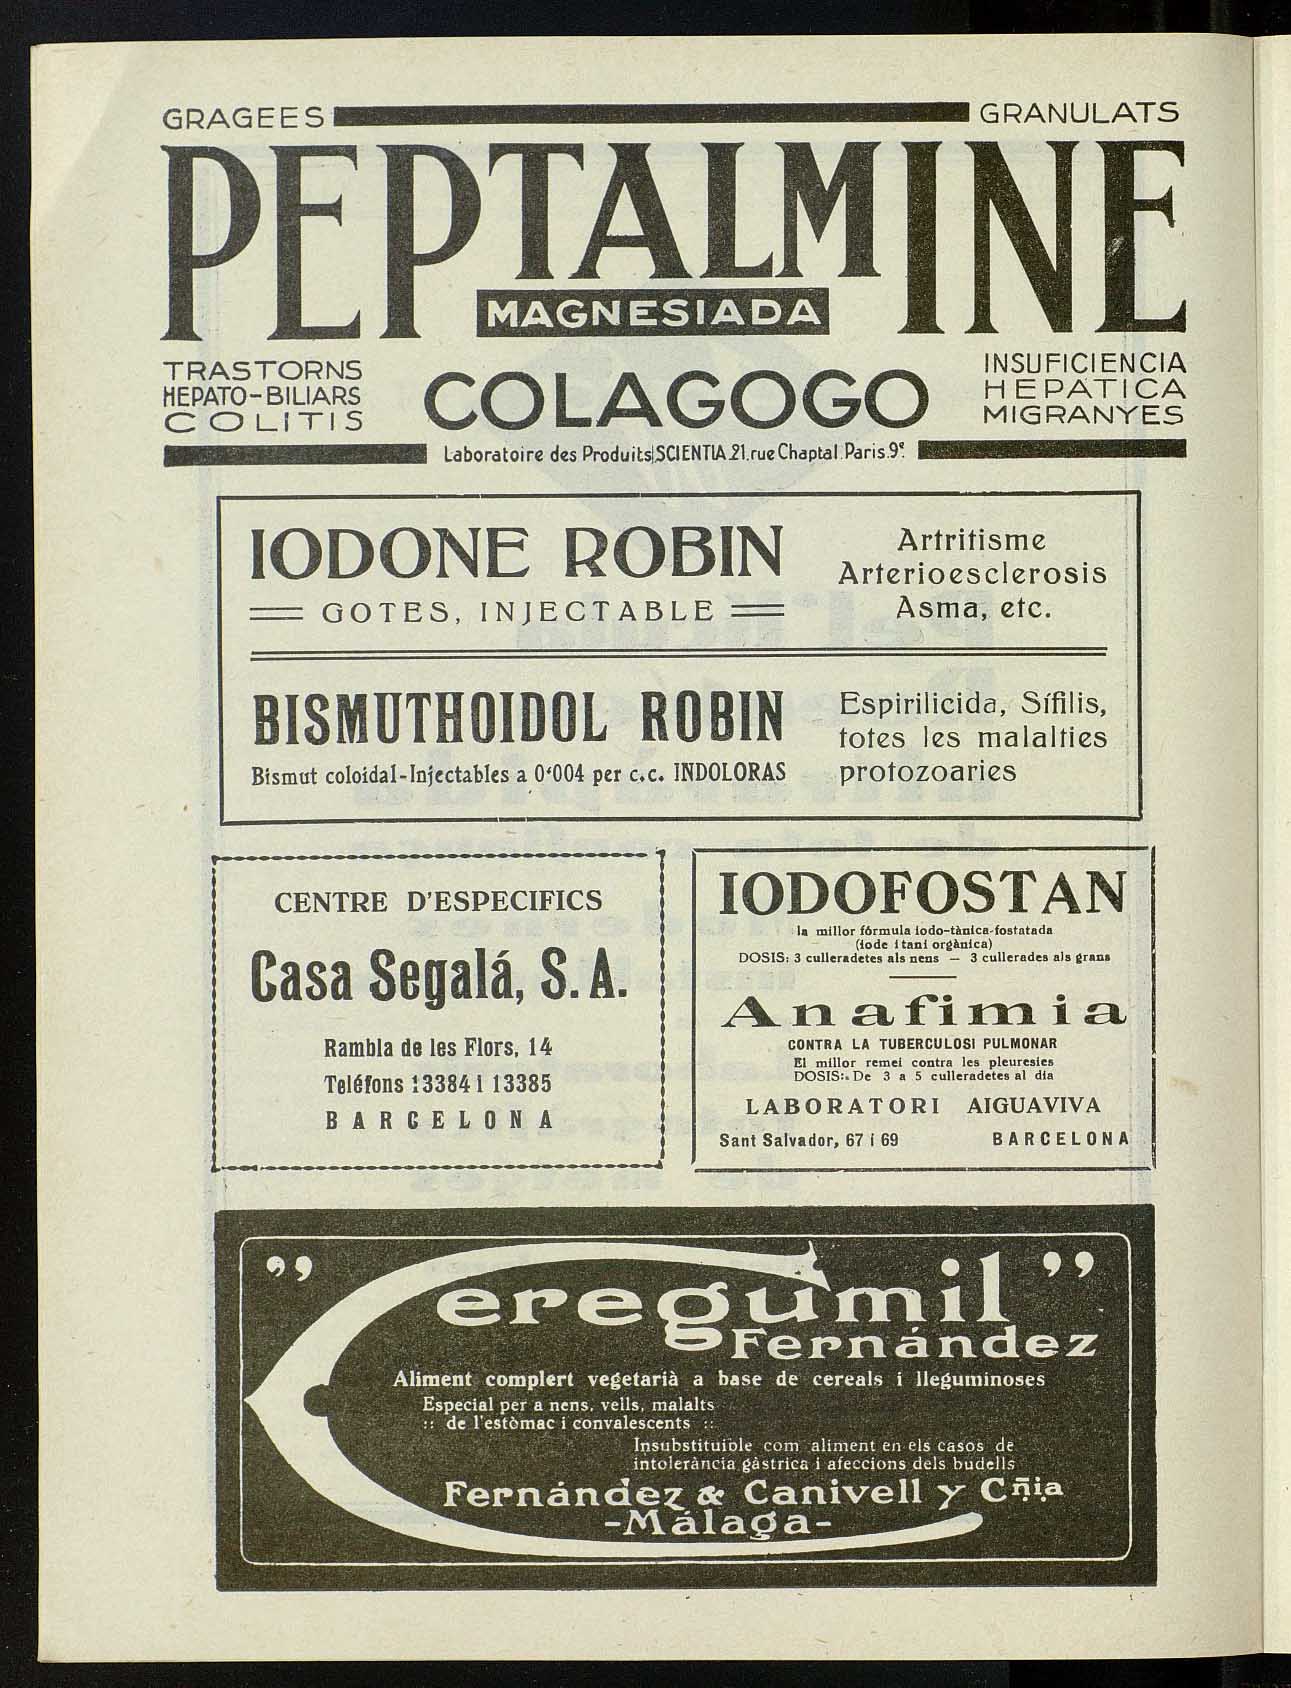 GRAGEES GRANULATS
PEPTALMINE
MAGNESIADA
TRASTORNS
HEPATO-BILIARS
COLITIS
COLAGOGO
INSUFICIENCIA
HEPÀTICA
MIGRANYES
Laboratoire des Produits SCIENTIA 21. rue Chaptal. Paris. 9e.
IODONE ROBIN
GOTES, INJECTABLE
Artritisme
Arterioesclerosis
Asma, etc.
BISMUTHOIDOL ROBIN
Bismut coloidal-Injectables a 0'004 per c.c. INDOLORAS
Espirilicida, Sífilis,
totes les malalties
protozoaries
CENTRE D'ESPECIFICS
Casa Segalá, S. A.
Rambla de les Flors, 14
Teléfons 13384 i 13385
BARCELONA
IODOFOSTAN
la millor fórmula iodo-tànica-fostatada
(iode i tani orgànica)
DOSIS: 3 culleradetes als nens — 3 cullerades als grans
Anafimia
CONTRA LA TUBERCULOSI PULMONAR
El millor remei contra les pleuresies
DOSIS: De 3 a 5 culleradetes al dia
LABORATORI AIGUAVIVA
Sant Salvador, 67 i 69 BARCELONA
"Ceregumil"
Fernández
Aliment complert vegetarià a base de cereals i lleguminoses
Especial per a nens, vells, malalts
:: de l'estòmac i convalescents ::
Insubstituible com aliment en els casos de
intolerància gàstrica i afeccions dels budells
Fernández & Canivell y Cñia
-Málaga-